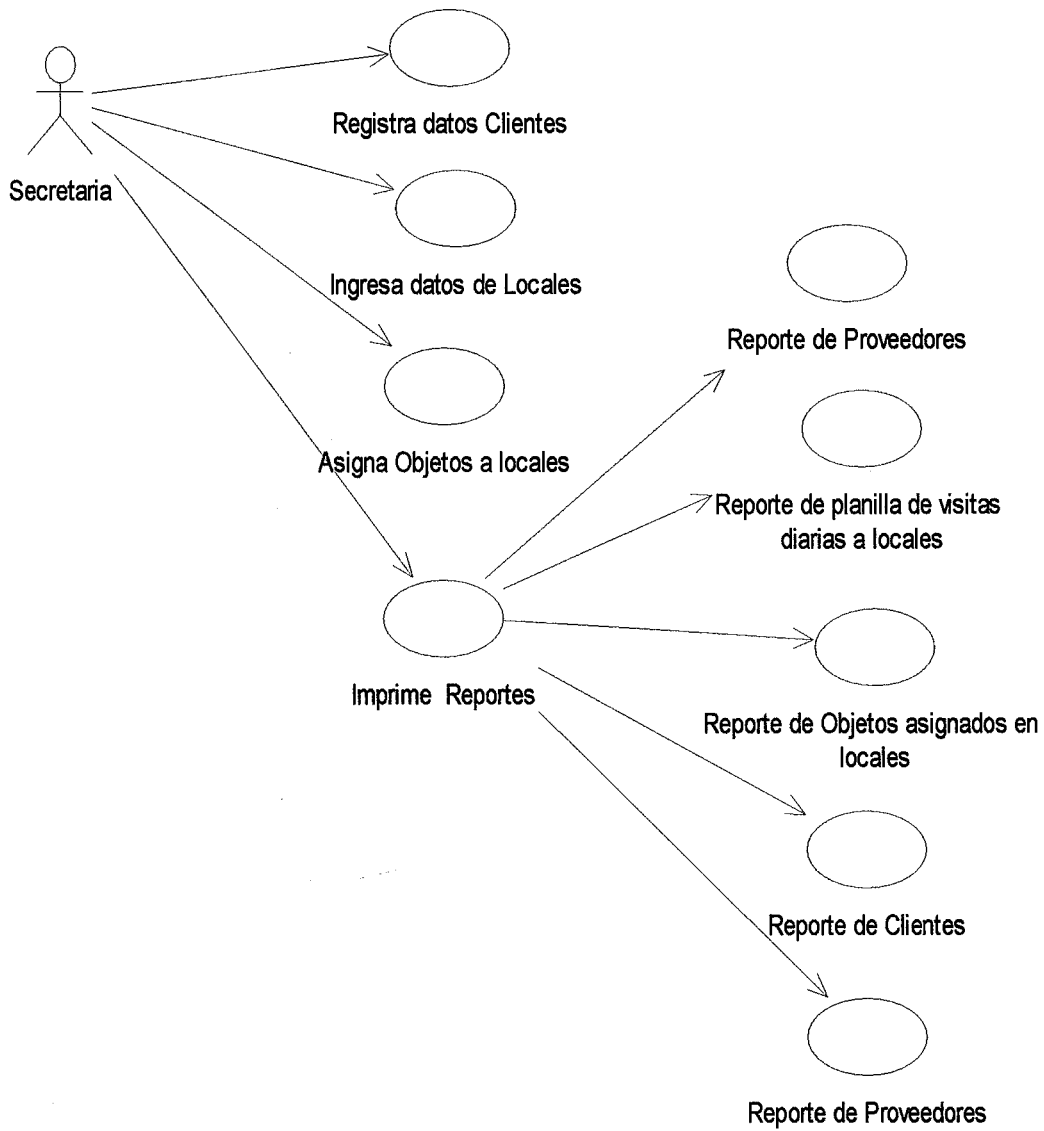 Registra datos Clientes
Secretaria
Ingresa datos de Locales
Reporte de Proveedores
Asigna Objetos a locales
Reporte de planilla de visitas
diarias a locales
Imprime Reportes
Reporte de Objetos asignados en
locales
Reporte de Clientes
Reporte de Proveedores